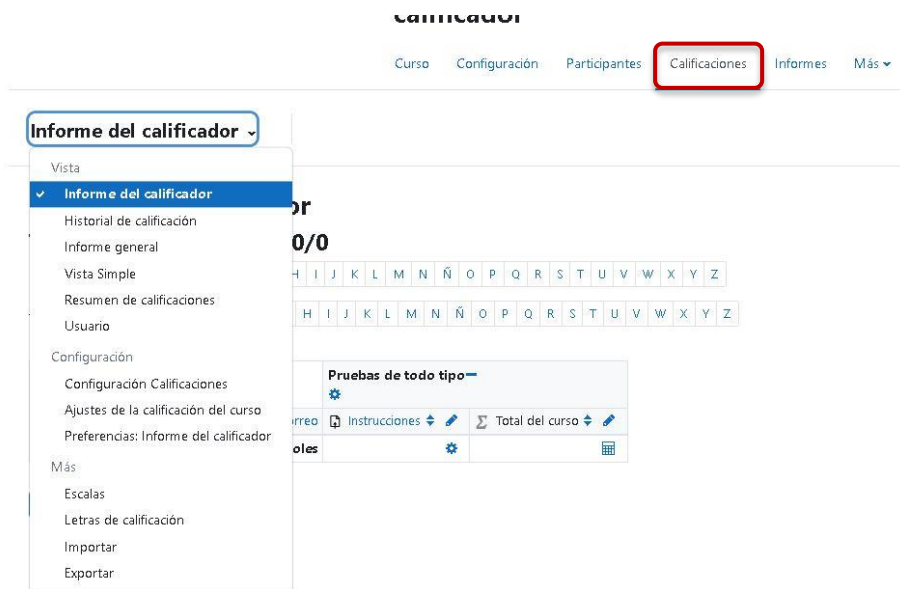 calificador
Curso Configuración Participantes Calificaciones Informes Más
Informe del calificador
Vista
Informe del calificador
Historial de calificación
Informe general
Vista Simple
Resumen de calificaciones
Usuario
Configuración
Configuración Calificaciones
Ajustes de la calificación del curso
Preferencias: Informe del calificador
Más
Escalas
Letras de calificación
Importar
Exportar
or
0/0
H I J K L M N Ñ O P Q R S T U V W X Y Z
H I J K L M N Ñ O P Q R S T U V W X Y Z
Pruebas de todo tipo
rreo Instrucciones Σ Total del curso
oles